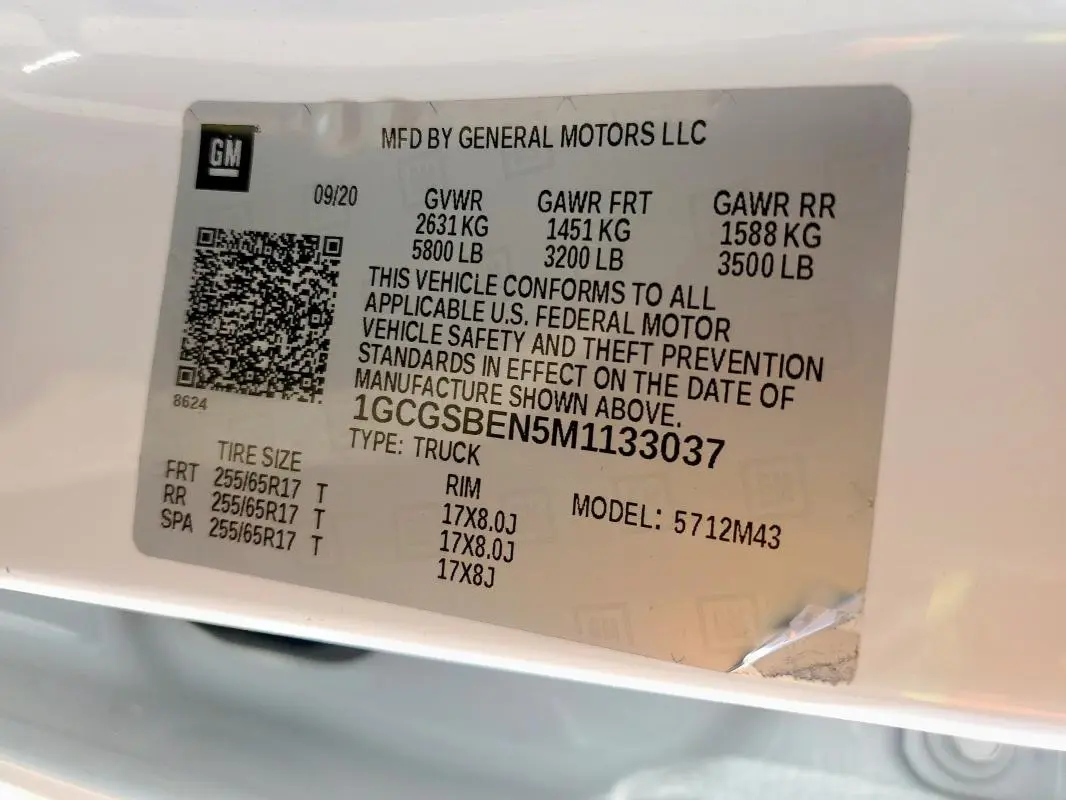 MFD BY GENERAL MOTORS LLC
GM
09/20
GVWR GAWR FRT GAWR RR
2631 KG 1451 KG 1588 KG
5800 LB 3200 LB 3500 LB
THIS VEHICLE CONFORMS TO ALL
APPLICABLE U.S. FEDERAL MOTOR
VEHICLE SAFETY AND THEFT PREVENTION
STANDARDS IN EFFECT ON THE DATE OF
MANUFACTURE SHOWN ABOVE.
8624
1GCGSBEN5M1133037
TYPE: TRUCK
TIRE SIZE RIM MODEL: 5712M43
FRT 255/65R17 T 17X8.0J
RR 255/65R17 T 17X8.0J
SPA 255/65R17 T 17X8J